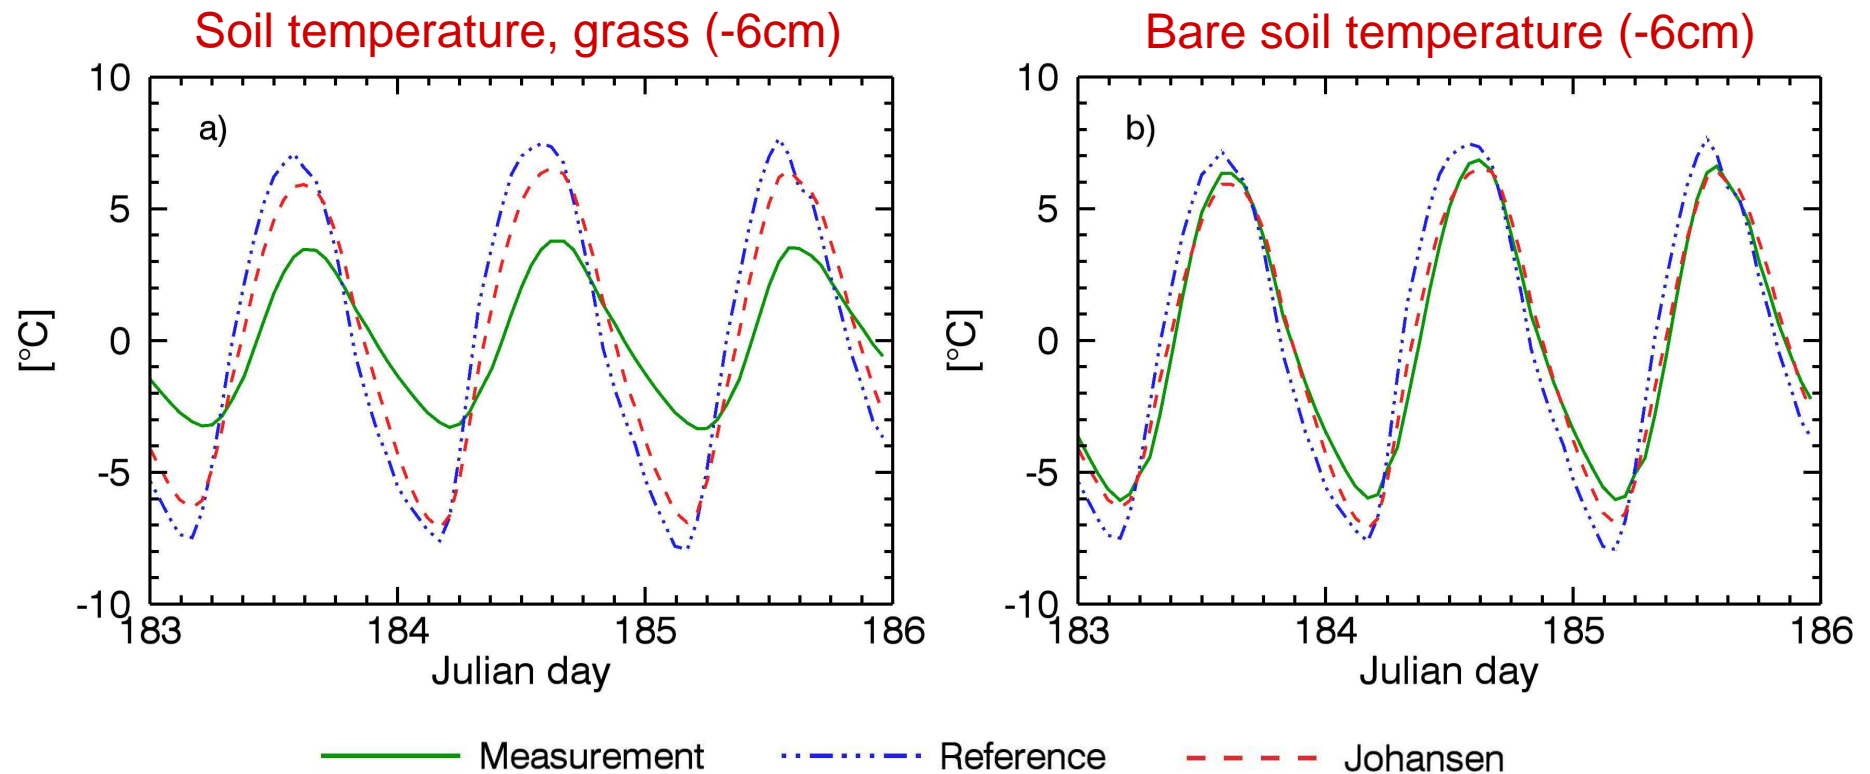 Soil temperature, grass (-6cm)
10
5
0
-5
-10
[°C]
a)
183 184 185 186
Julian day
Bare soil temperature (-6cm)
10
5
0
-5
-10
[°C]
b)
183 184 185 186
Julian day
Measurement Reference Johansen